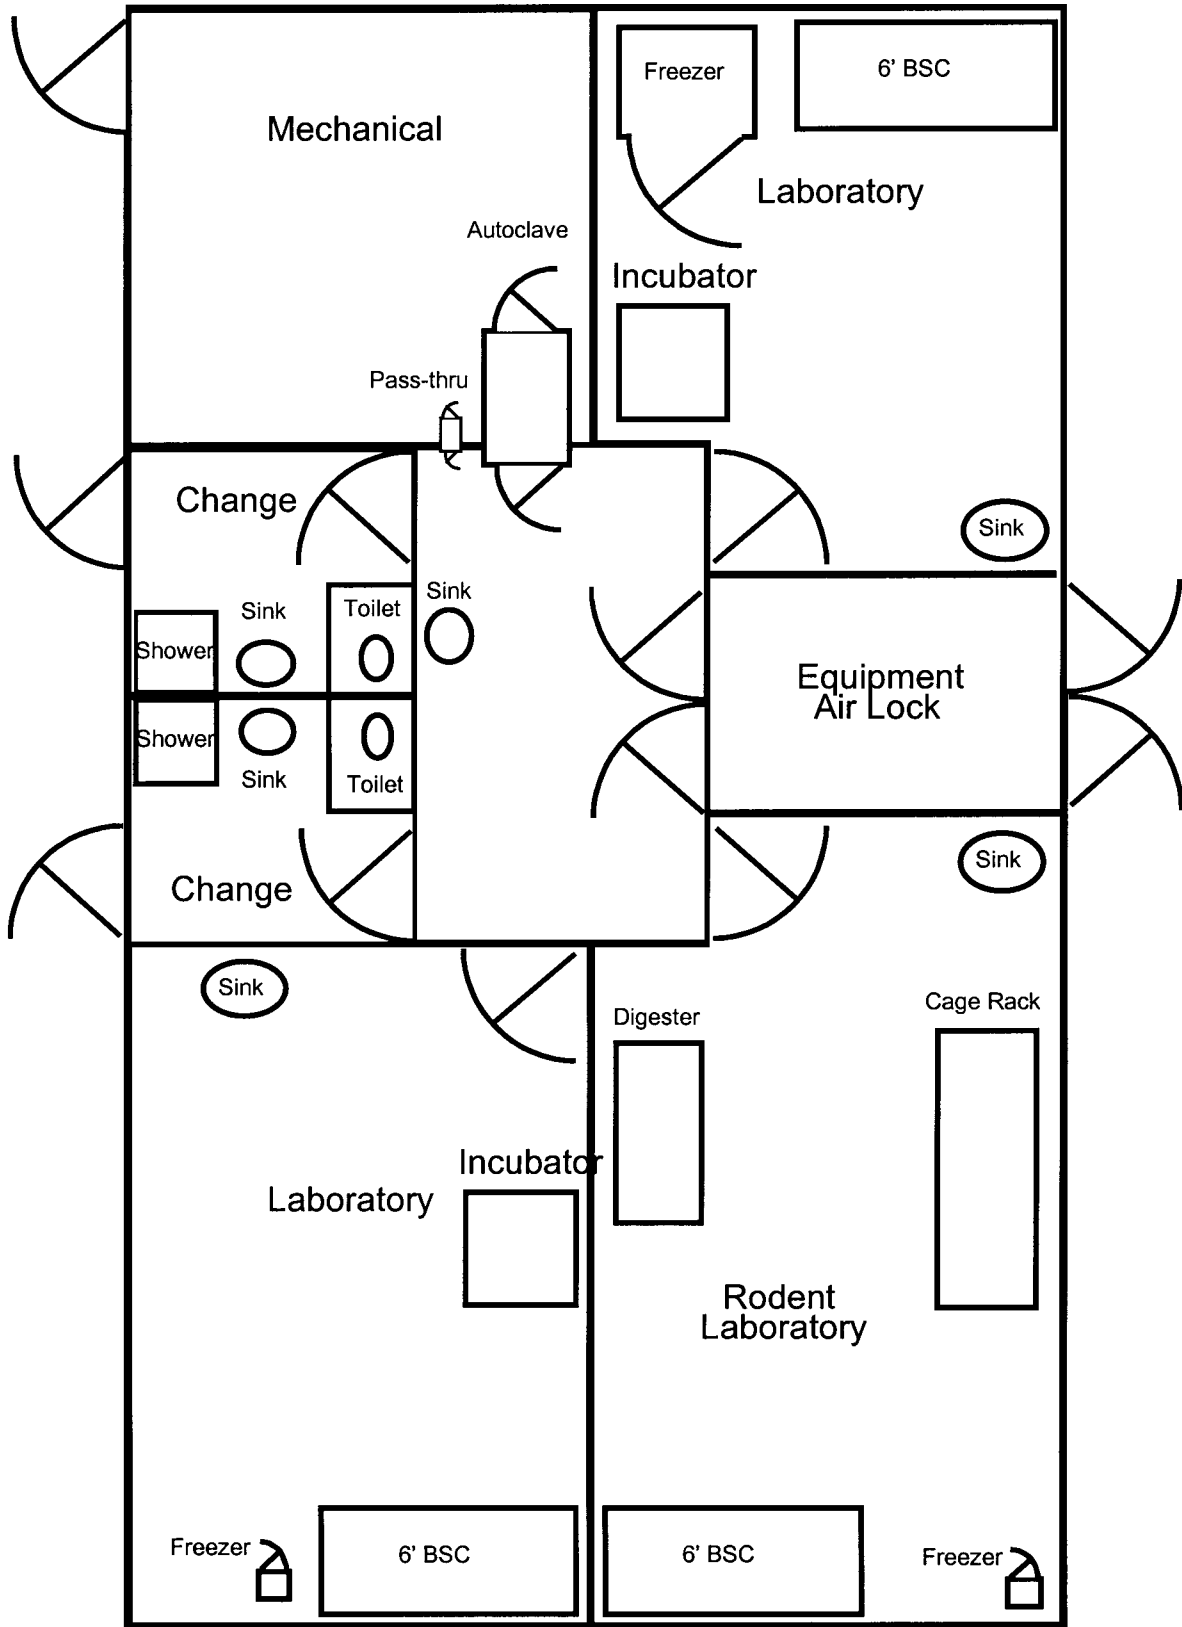 Freezer
6' BSC
Mechanical
Laboratory
Autoclave
Incubator
Pass-thru
Change
Sink
Sink
Toilet
Sink
Shower
Equipment
Air Lock
Shower
Sink
Toilet
Sink
Change
Sink
Cage Rack
Digester
Incubator
Laboratory
Rodent
Laboratory
Freezer
6' BSC
6' BSC
Freezer